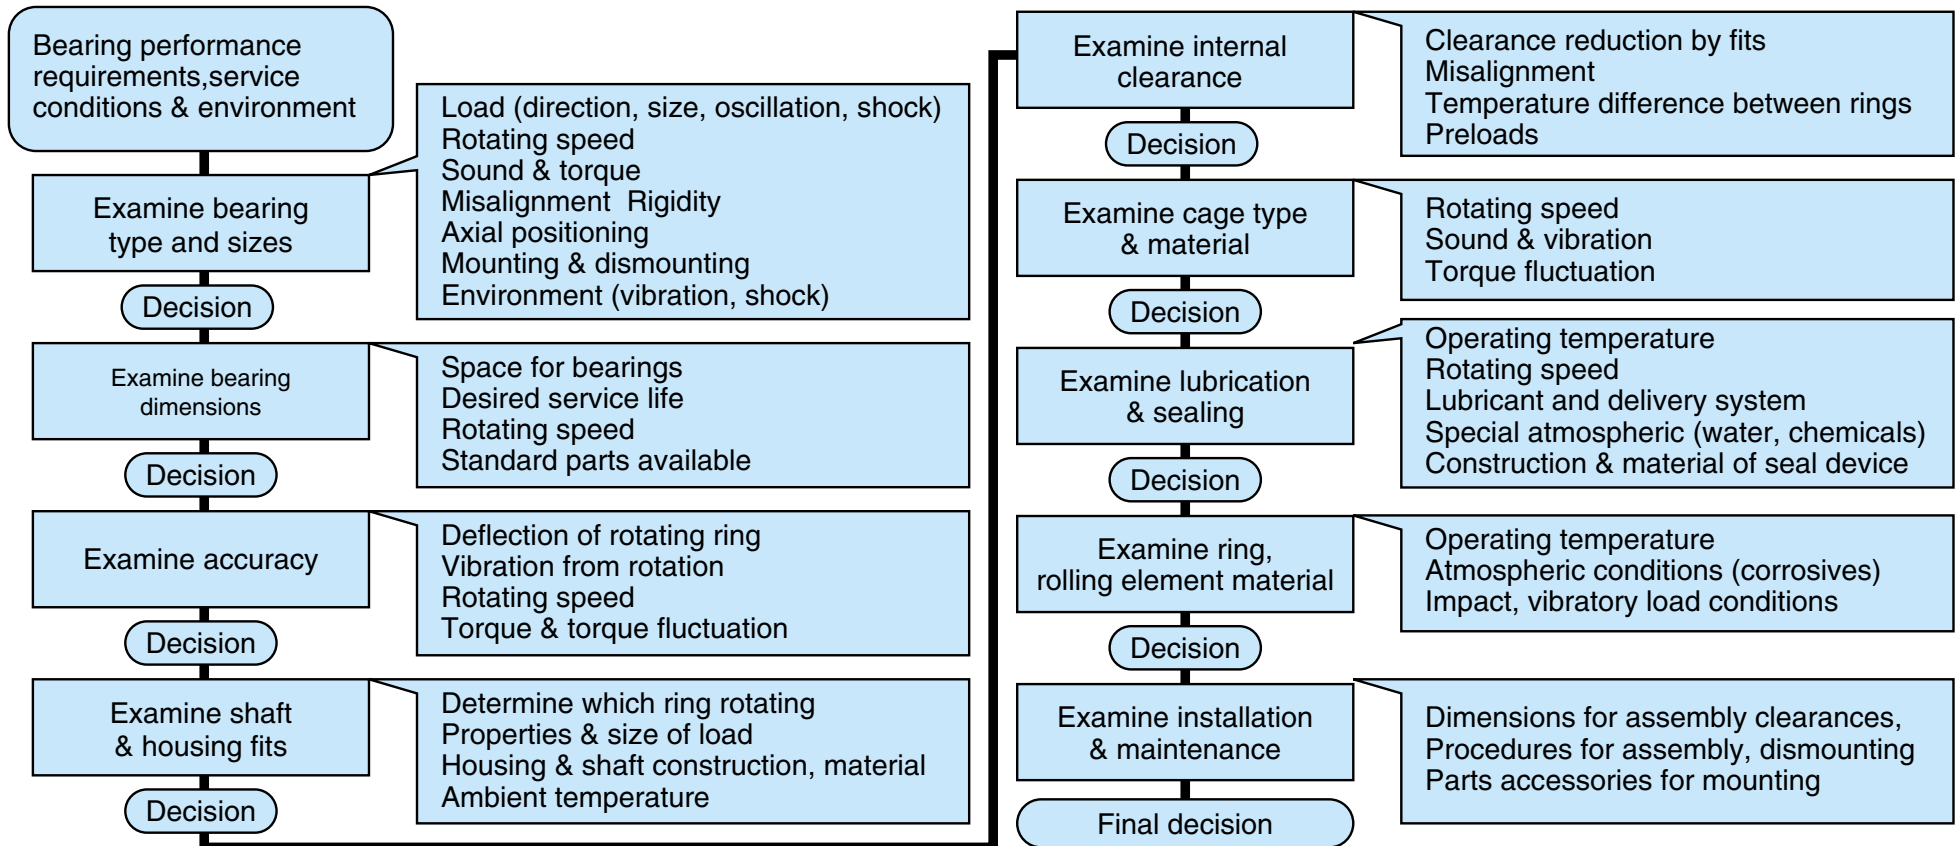 Bearing performance
requirements,service
conditions & environment
Examine bearing
type and sizes
Load (direction, size, oscillation, shock)
Rotating speed
Sound & torque
Misalignment  Rigidity
Axial positioning
Mounting & dismounting
Environment (vibration, shock)
Decision
Examine bearing
dimensions
Space for bearings
Desired service life
Rotating speed
Standard parts available
Decision
Examine accuracy
Deflection of rotating ring
Vibration from rotation
Rotating speed
Torque & torque fluctuation
Decision
Examine shaft
& housing fits
Determine which ring rotating
Properties & size of load
Housing & shaft construction, material
Ambient temperature
Decision
Examine internal
clearance
Clearance reduction by fits
Misalignment
Temperature difference between rings
Preloads
Decision
Examine cage type
& material
Rotating speed
Sound & vibration
Torque fluctuation
Decision
Examine lubrication
& sealing
Operating temperature
Rotating speed
Lubricant and delivery system
Special atmospheric (water, chemicals)
Construction & material of seal device
Decision
Examine ring,
rolling element material
Operating temperature
Atmospheric conditions (corrosives)
Impact, vibratory load conditions
Decision
Examine installation
& maintenance
Dimensions for assembly clearances,
Procedures for assembly, dismounting
Parts accessories for mounting
Final decision